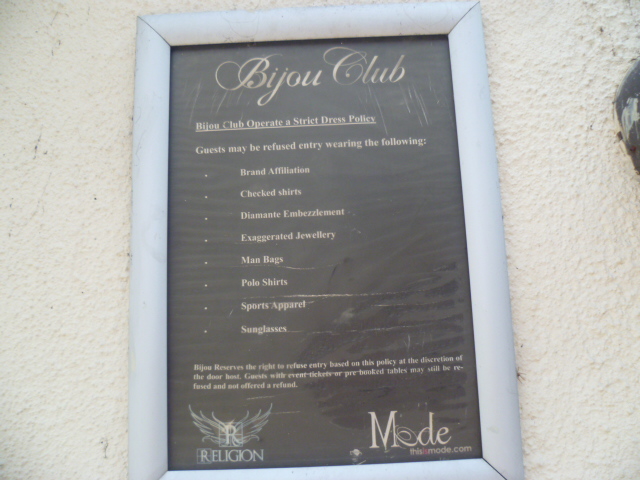 Bijou Club
Bijou Club Operate a Strict Dress Policy
Guests may be refused entry wearing the following:
. Brand Affiliation
. Checked shirts
. Diamante Embezzlement
. Exaggerated Jewellery
. Man Bags
. Polo Shirts
. Sports Apparel
. Sunglasses
Bijou Reserves the right to refuse entry based on this policy at the discretion of
the door host. Guests with event tickets or pre booked tables may still be re-
fused and not offered a refund.
R
RELIGION
Mode
thisismode.com